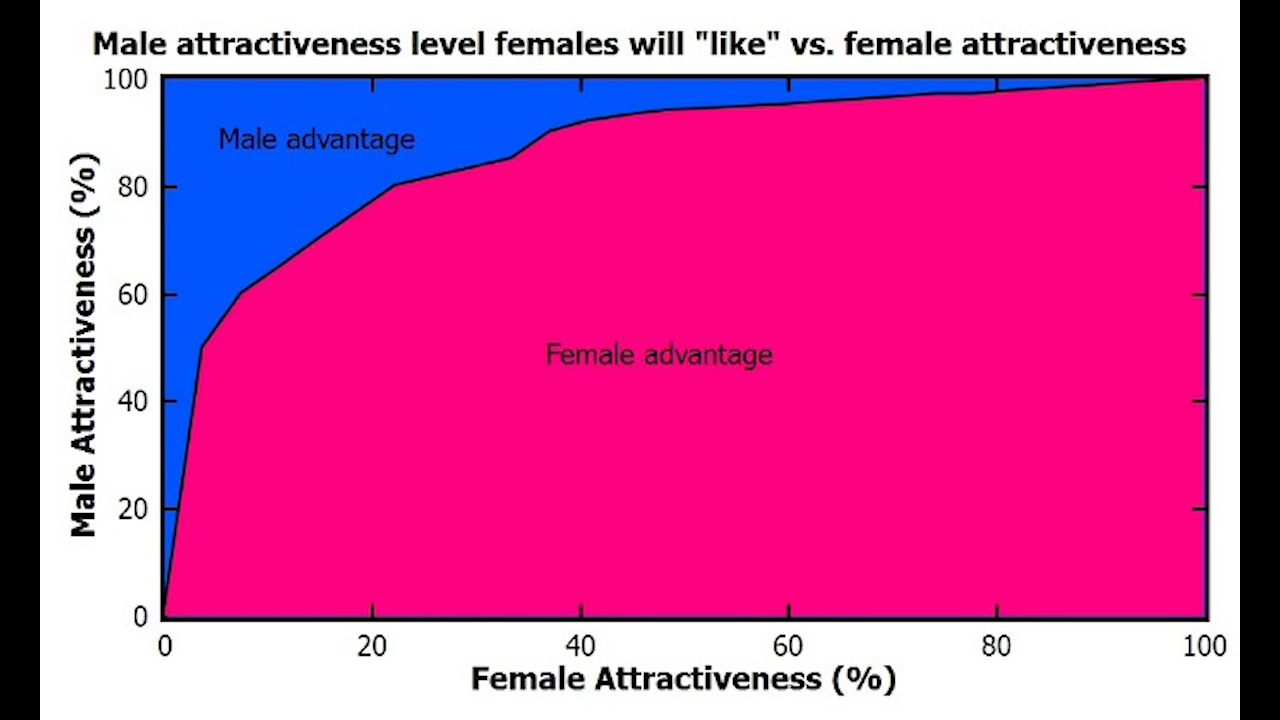 Male attractiveness level females will "like" vs. female attractiveness
100
Male advantage
80
60
Female advantage
40
20
0
Male Attractiveness (%)
0 20 40 60 80 100
Female Attractiveness (%)